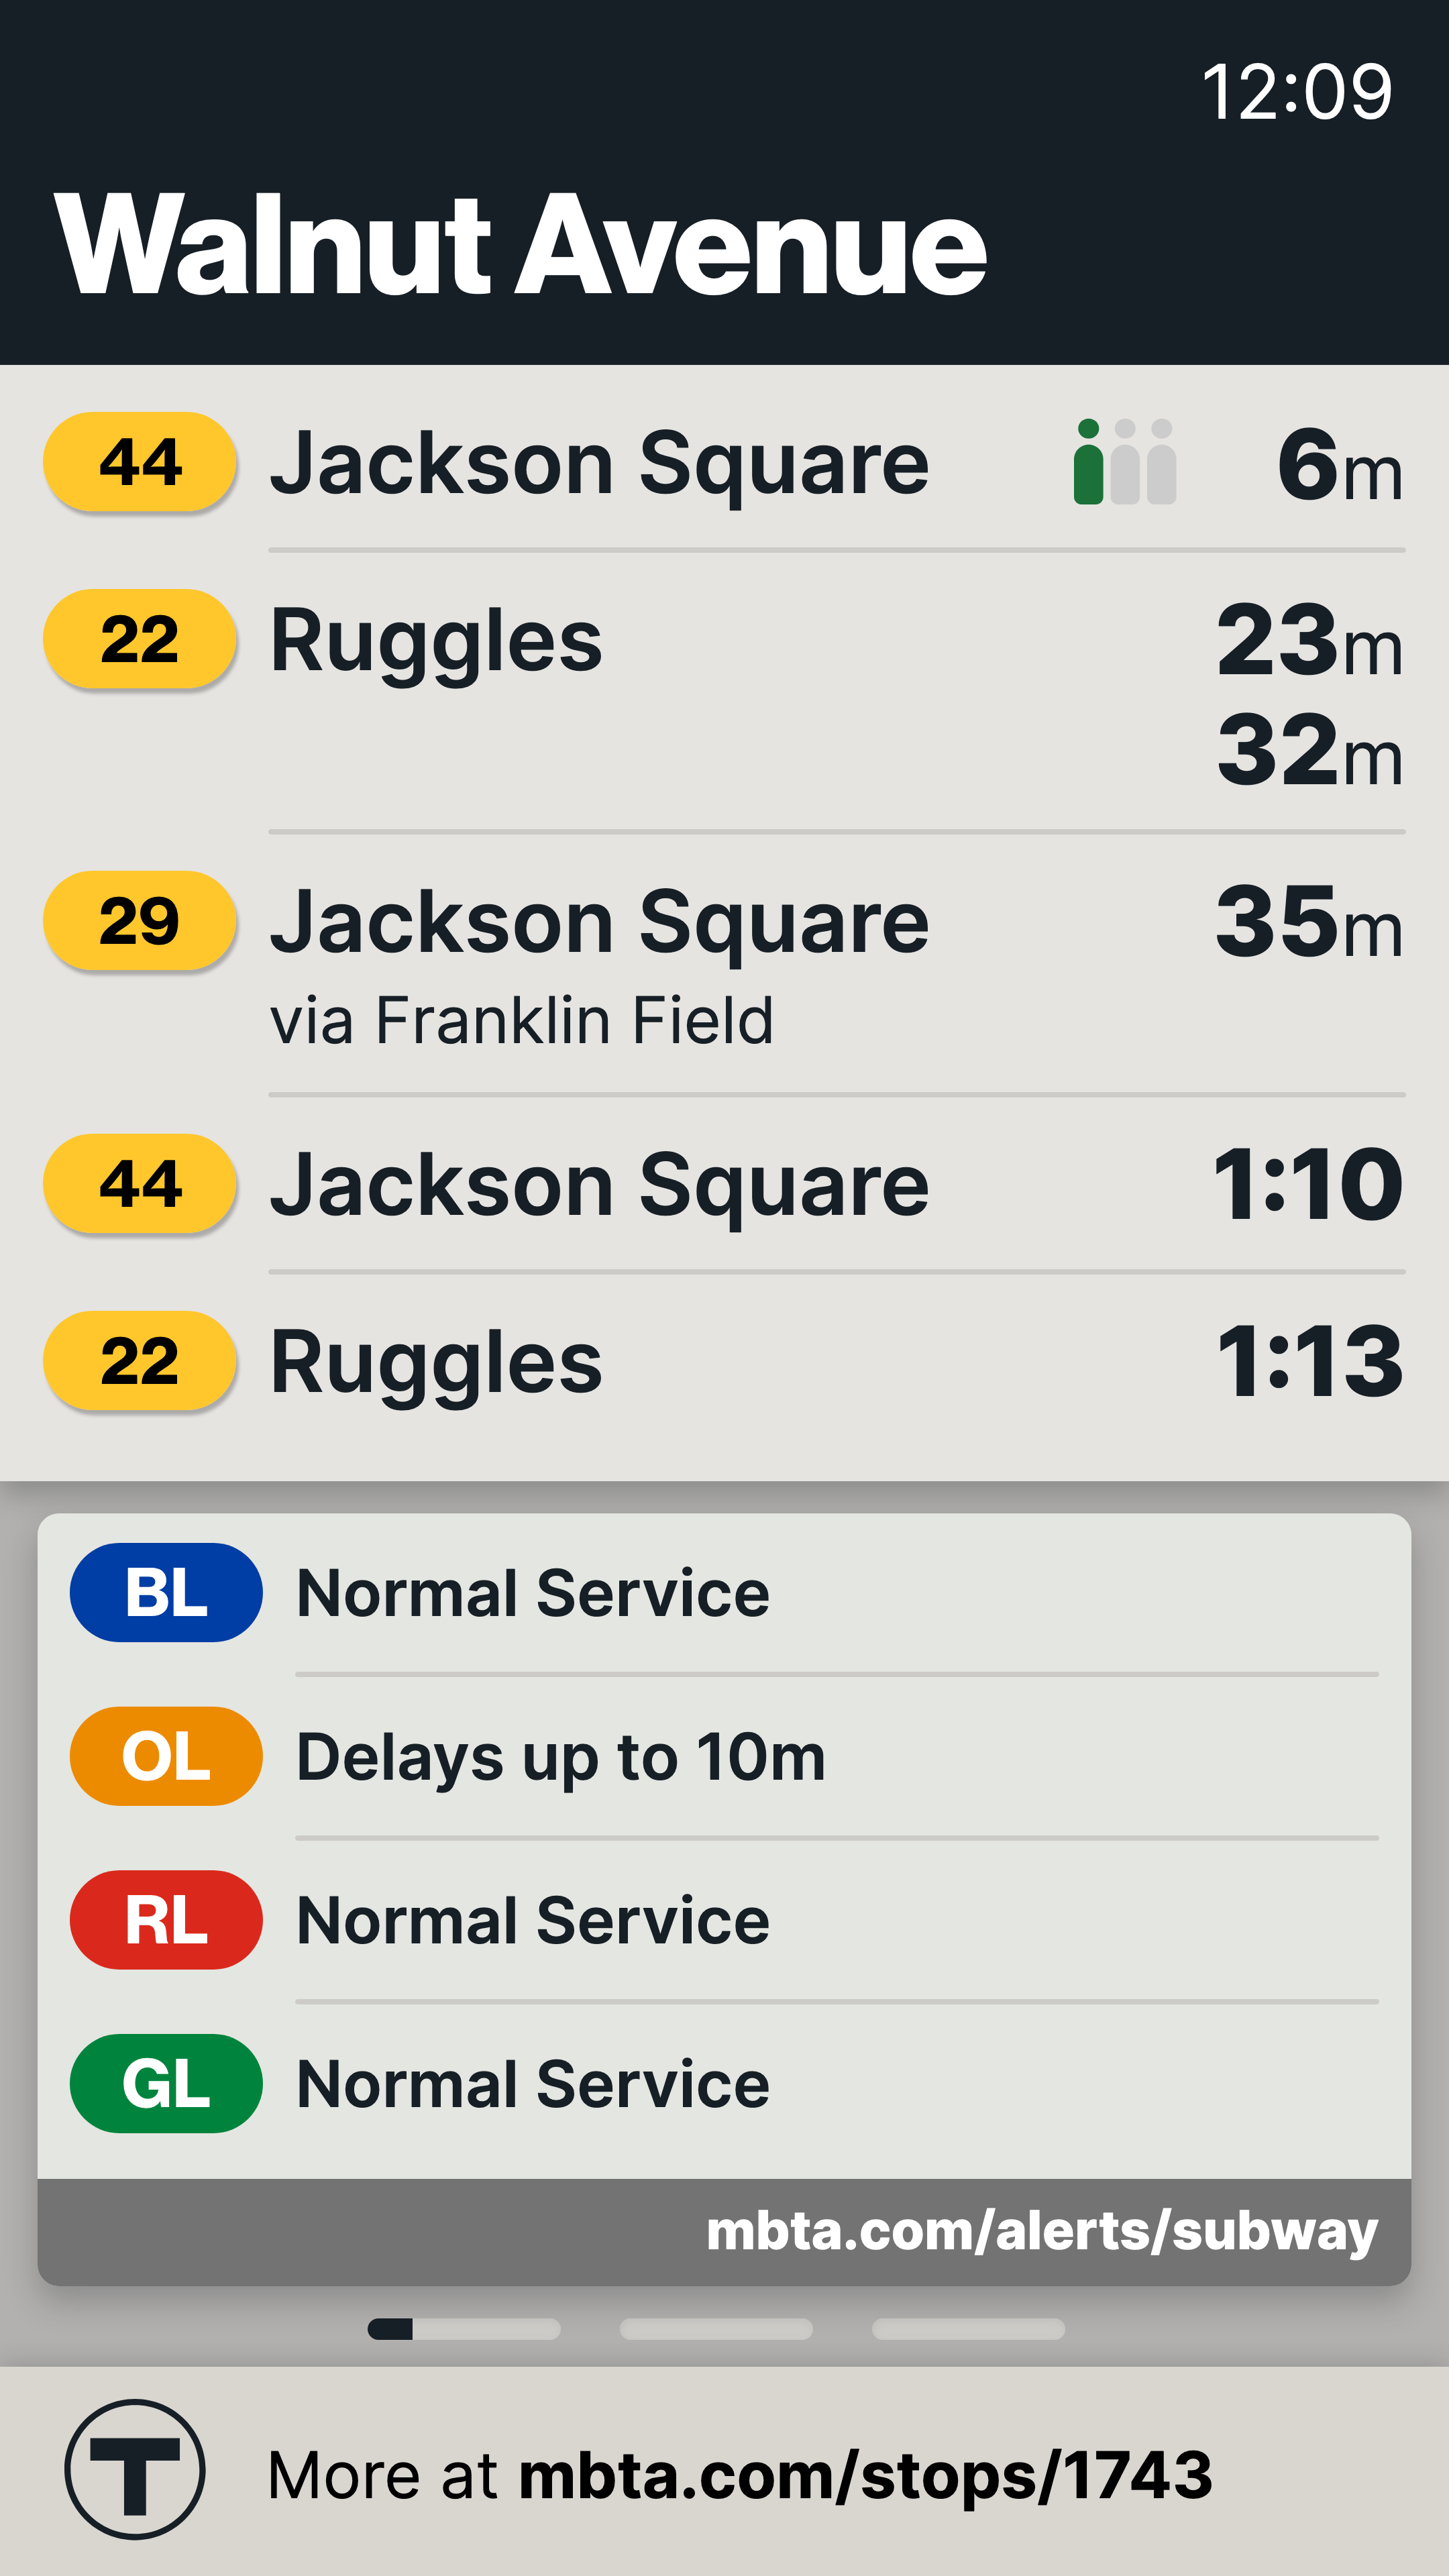 12:09
Walnut Avenue
44 Jackson Square 6m
22 Ruggles 23m
32m
29 Jackson Square 35m
via Franklin Field
44 Jackson Square 1:10
22 Ruggles 1:13
BL Normal Service
OL Delays up to 10m
RL Normal Service
GL Normal Service
mbta.com/alerts/subway
T More at mbta.com/stops/1743